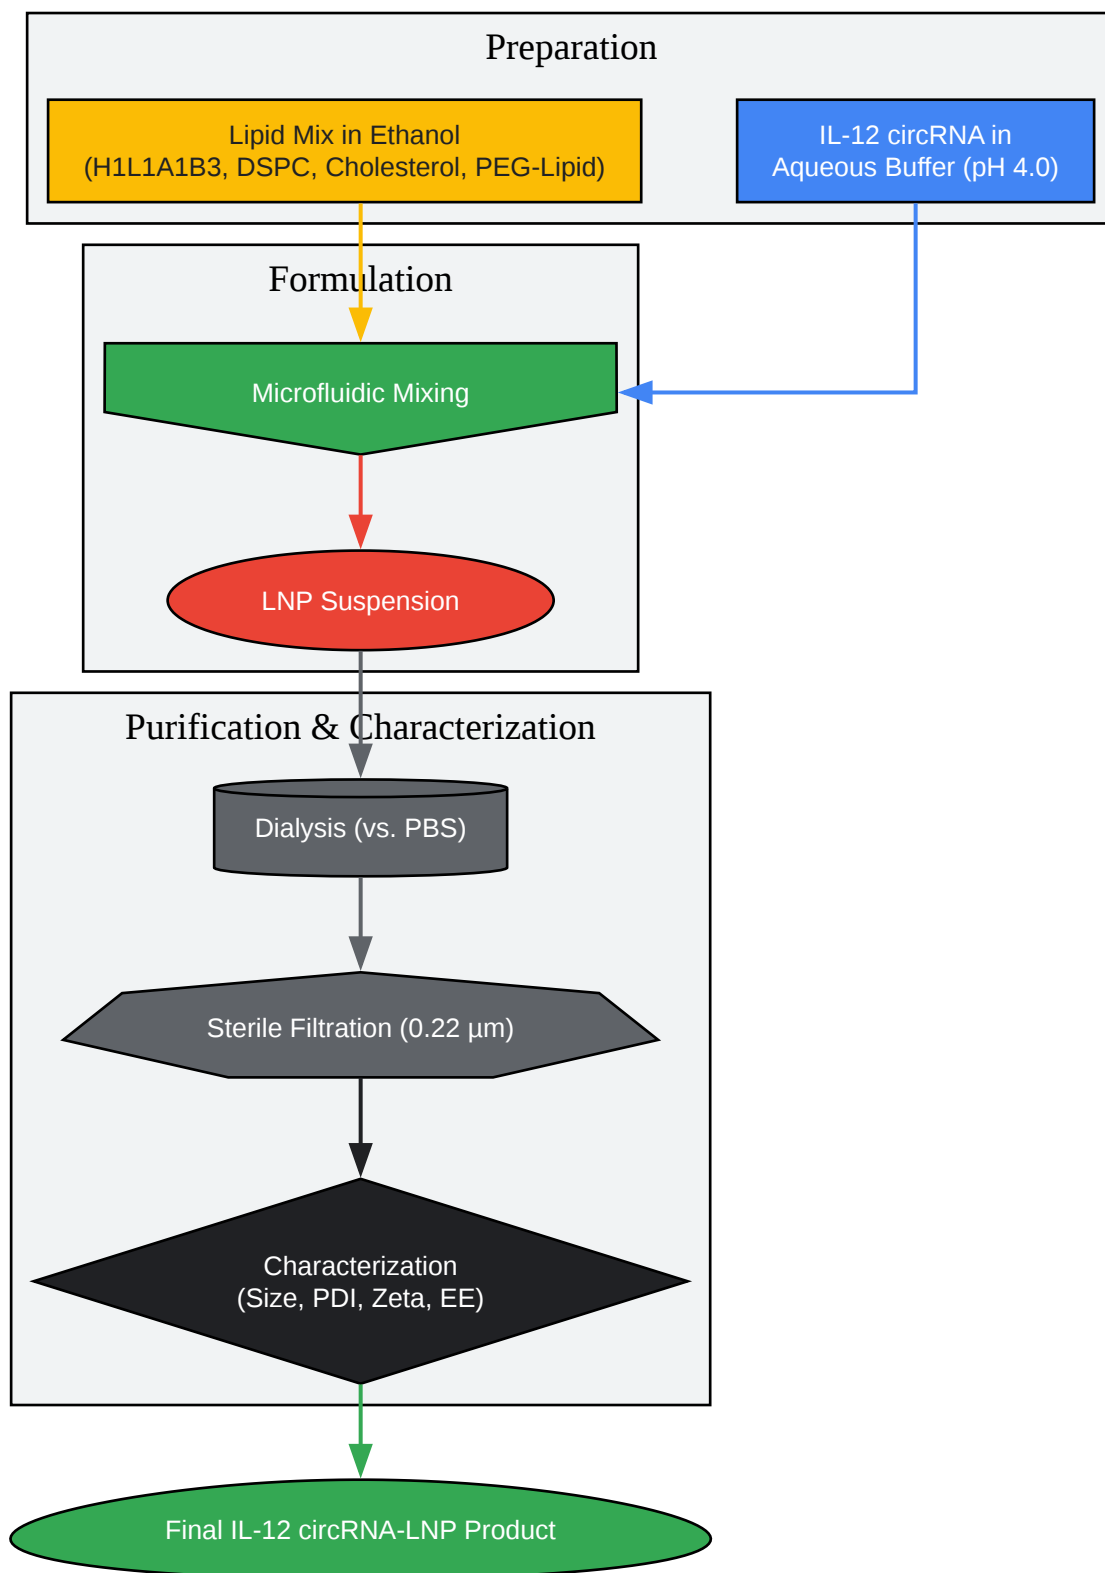 Preparation
Lipid Mix in Ethanol
(H1L1A1B3, DSPC, Cholesterol, PEG-Lipid)
IL-12 circRNA in
Aqueous Buffer (pH 4.0)
Formulation
Microfluidic Mixing
LNP Suspension
Purification & Characterization
Dialysis (vs. PBS)
Sterile Filtration (0.22 µm)
Characterization
(Size, PDI, Zeta, EE)
Final IL-12 circRNA-LNP Product